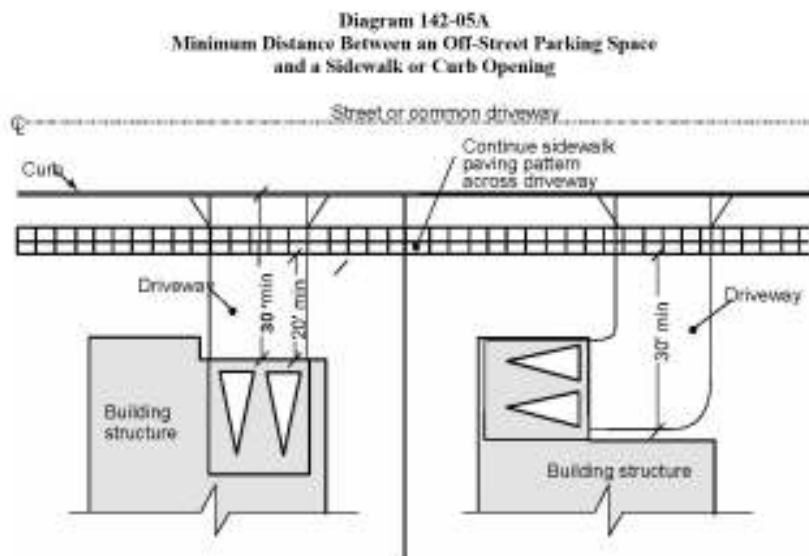 Diagram 142-05A
Minimum Distance Between an Off-Street Parking Space
and a Sidewalk or Curb Opening
Street or common driveway
Continue sidewalk
paving pattern
across driveway
Curb
Driveway
30' min
20' min
30' min
Driveway
Building
structure
Building structure